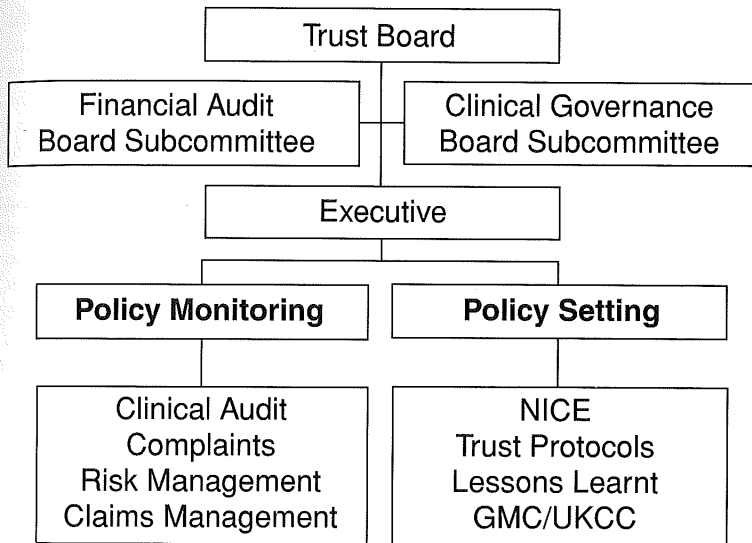 Trust Board
Financial Audit
Board Subcommittee
Clinical Governance
Board Subcommittee
Executive
Policy Monitoring
Policy Setting
Clinical Audit
Complaints
Risk Management
Claims Management
NICE
Trust Protocols
Lessons Learnt
GMC/UKCC